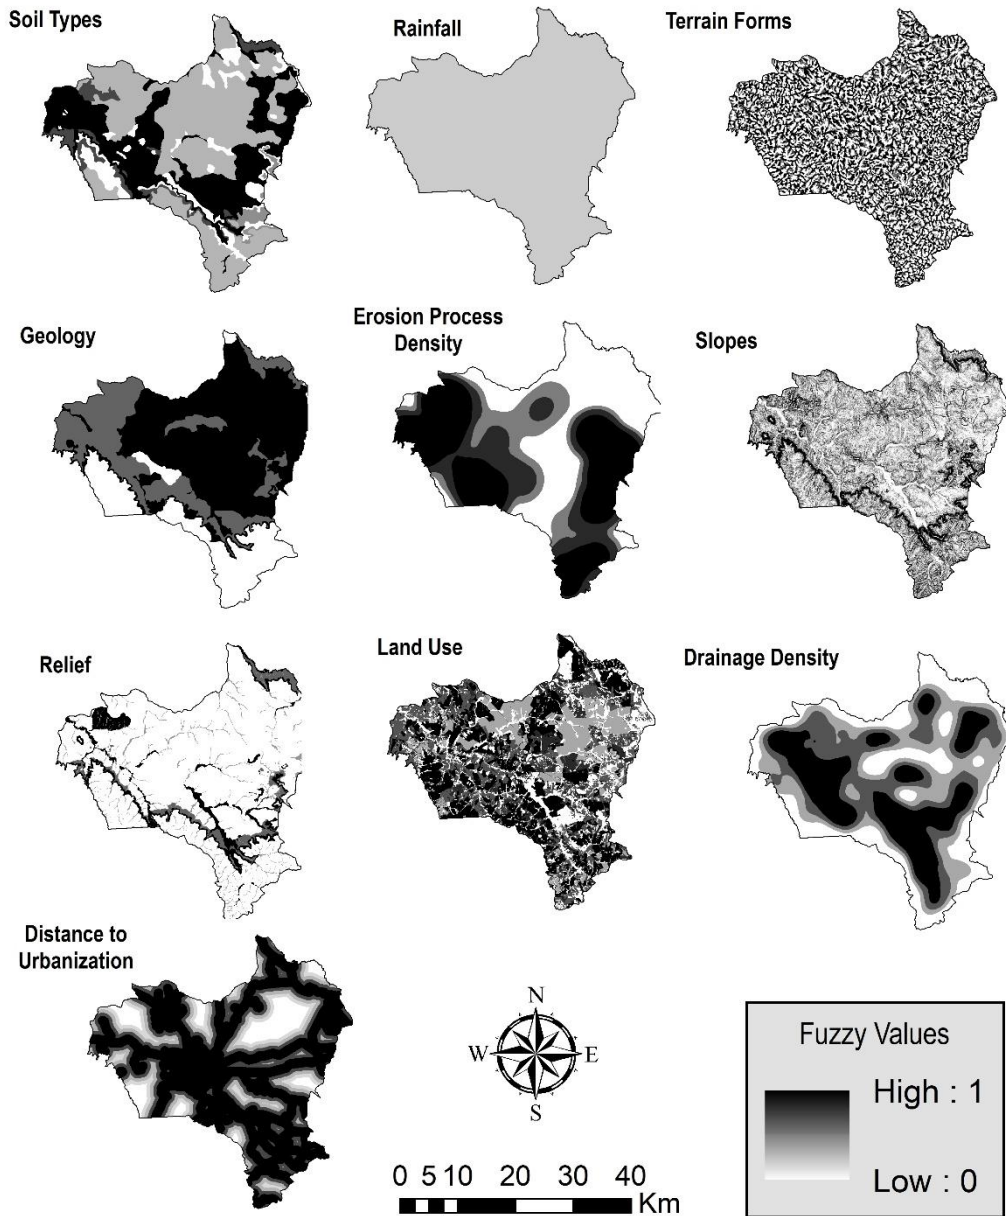 Soil Types
Rainfall
Terrain Forms
Geology
Erosion Process
Density
Slopes
Relief
Land Use
Drainage Density
Distance to
Urbanization
N
W
E
S
0 5 10 20 30 40
Km
Fuzzy Values
High : 1
Low : 0